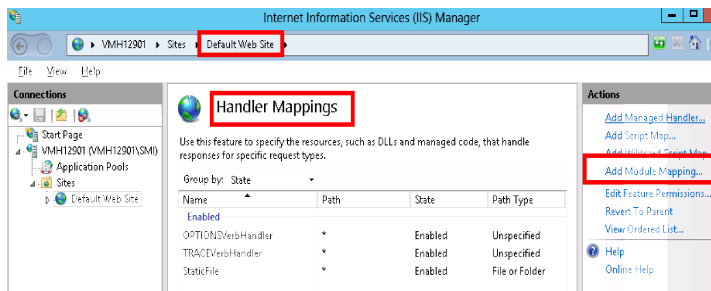 Internet Information Services (IIS) Manager
VMH12901 Sites Default Web Site
File View Help
Connections
Start Page
VMH12901 (VMH12901\SMI)
Application Pools
Sites
Default Web Site
Handler Mappings
Use this feature to specify the resources, such as DLLs and managed code, that handle
responses for specific request types.
Group by: State
Name Path State Path Type
Enabled
OPTIONSVerbHandler * Enabled Unspecified
TRACEVerbHandler * Enabled Unspecified
StaticFile * Enabled File or Folder
Actions
Add Managed Handler...
Add Script Map...
Add Wildcard Script Map...
Add Module Mapping...
Edit Feature Permissions...
Revert To Parent
View Ordered List...
Help
Online Help